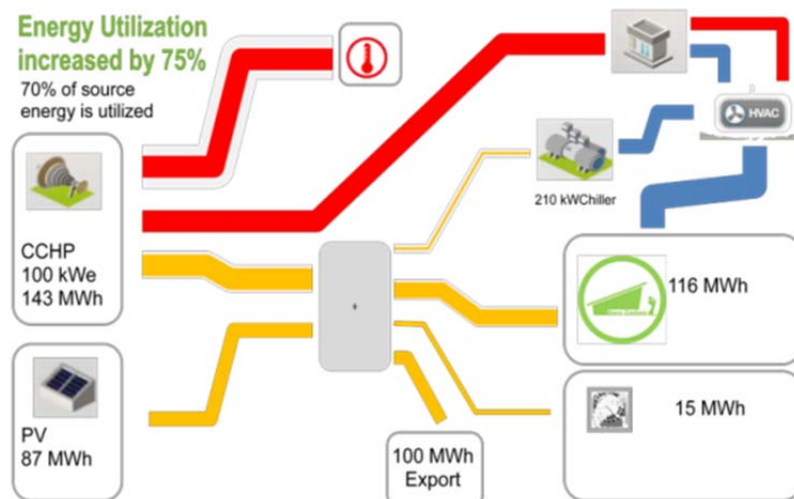 Energy Utilization
increased by 75%
70% of source
energy is utilized
HVAC
210 kWChiller
CCHP
100 kWe
143 MWh
+
116 MWh
PV
87 MWh
15 MWh
100 MWh
Export